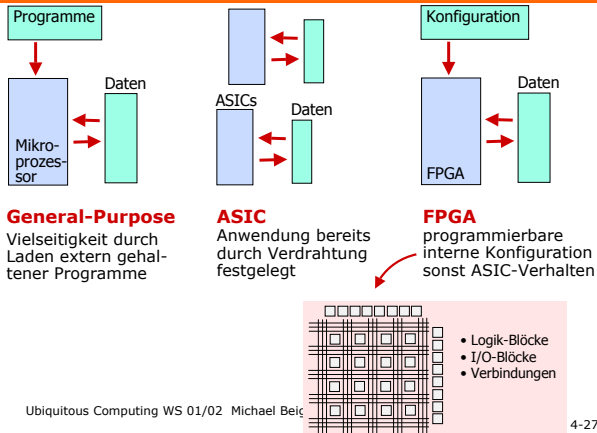 Programme
Daten
Mikro-
prozes-
sor
ASICs
Daten
Konfiguration
Daten
FPGA
General-Purpose
Vielseitigkeit durch
Laden extern gehal-
tener Programme
ASIC
Anwendung bereits
durch Verdrahtung
festgelegt
FPGA
programmierbare
interne Konfiguration
sonst ASIC-Verhalten
• Logik-Blöcke
• I/O-Blöcke
• Verbindungen
Ubiquitous Computing WS 01/02 Michael Beig
4-27